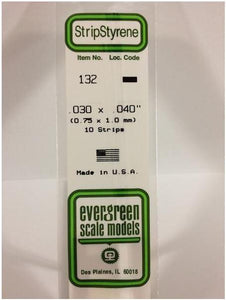 StripStyrene
Item No. Loc. Code
132
.030 x .040"
(0.75 x 1.0 mm)
10 Strips
Made in U.S.A.
evergreen
scale models
Des Plaines, IL 60018